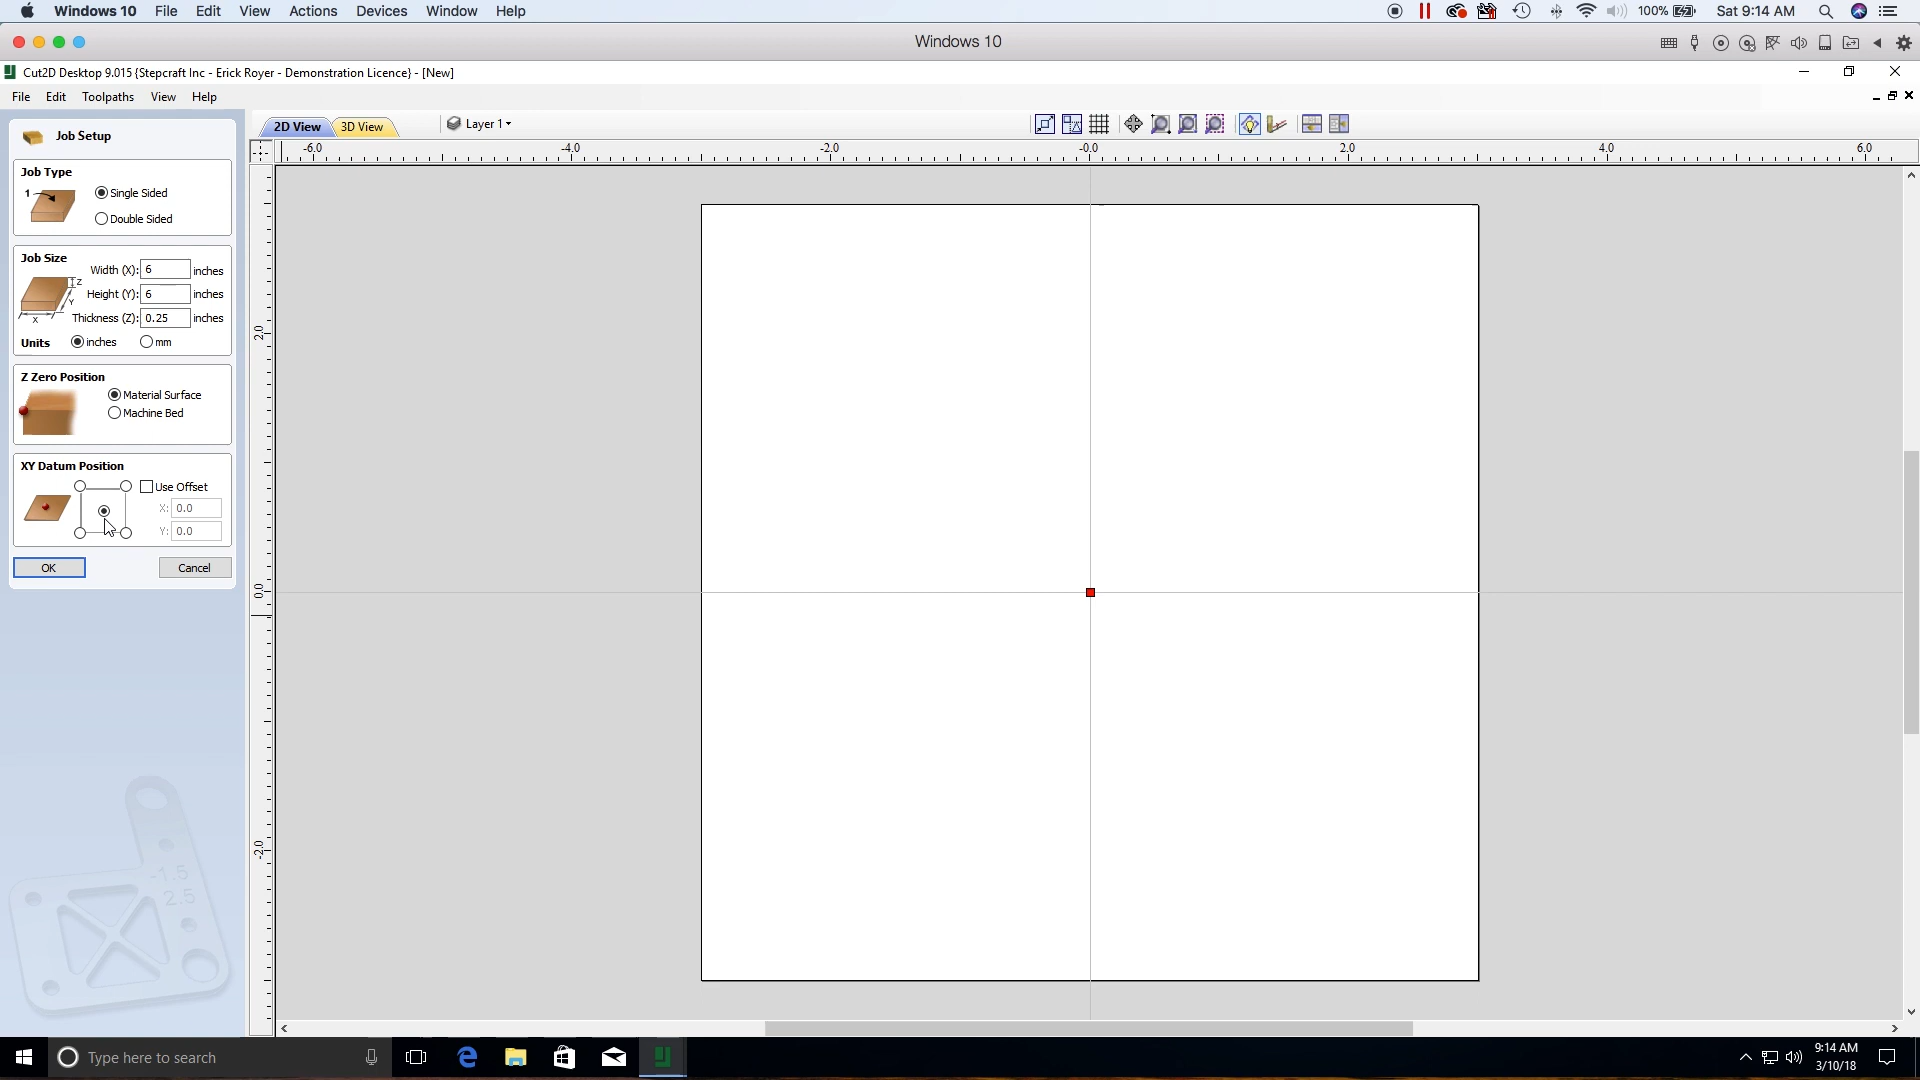 Windows 10 File Edit View Actions Devices Window Help 100% Sat 9:14 AM
Windows 10
Cut2D Desktop 9.015 {Stepcraft Inc - Erick Royer - Demonstration Licence} - [New]
File Edit Toolpaths View Help
Job Setup
2D View 3D View Layer 1
-6.0 -4.0 -2.0 -0.0 2.0 4.0 6.0
Job Type
1
Single Sided
Double Sided
Job Size
Width (X): 6 inches
Z
Height (Y): 6 inches
Y
Thickness (Z): 0.25 inches
X
Units inches mm
2.0
Z Zero Position
Material Surface
Machine Bed
XY Datum Position
Use Offset
X: 0.0
Y: 0.0
OK Cancel
0.0
-2.0
-1.5
2.5
Type here to search
9:14 AM
3/10/18